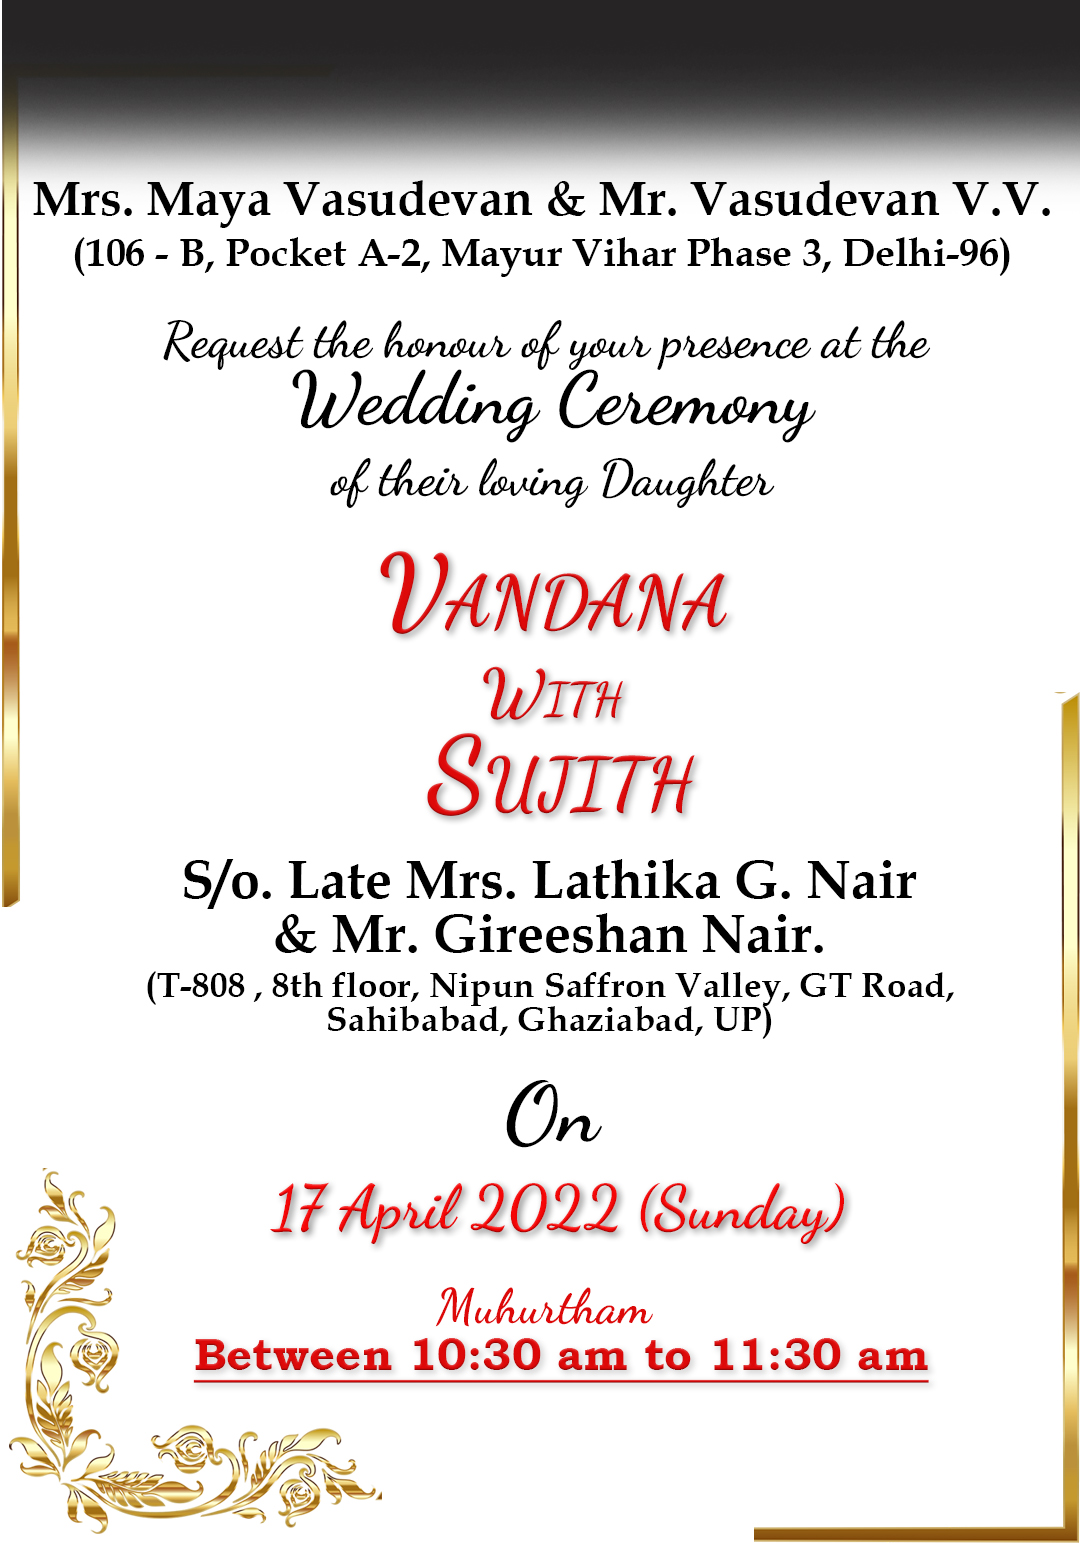 Mrs. Maya Vasudevan & Mr. Vasudevan V.V.
(106 - B, Pocket A-2, Mayur Vihar Phase 3, Delhi-96)
Request the honour of your presence at the
Wedding Ceremony
of their loving Daughter
VANDANA
WITH
SUJITH
S/o. Late Mrs. Lathika G. Nair
& Mr. Gireeshan Nair.
(T-808 , 8th floor, Nipun Saffron Valley, GT Road,
Sahibabad, Ghaziabad, UP)
On
17 April 2022 (Sunday)
Muhurtham
Between 10:30 am to 11:30 am